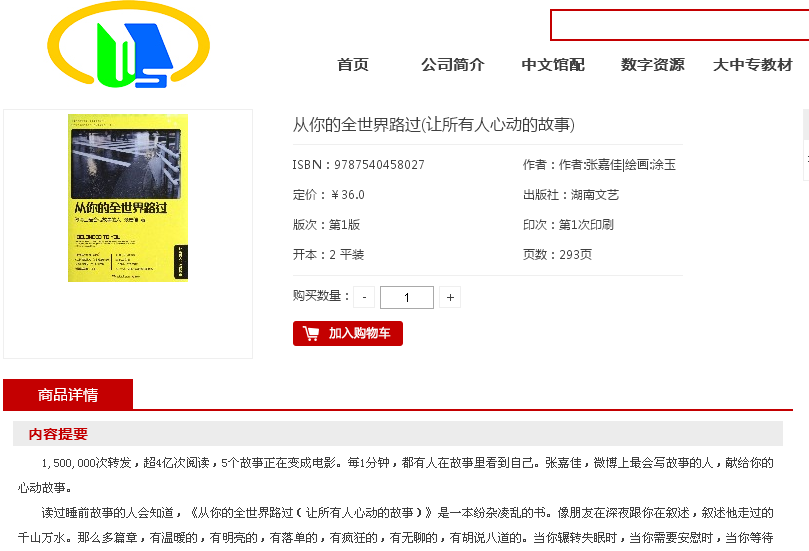 首页 公司简介 中文馆配 数字资源 大中专教材
从你的全世界路过(让所有人心动的故事)
从你的全世界路过
ISBN：9787540458027 作者：作者:张嘉佳|绘画:涂玉
定价：￥36.0 出版社：湖南文艺
版次：第1版 印次：第1次印刷
开本：2 平装 页数：293页
购买数量： - 1 +
加入购物车
商品详情
内容提要
1,500,000次转发，超4亿次阅读，5个故事正在变成电影。每1分钟，都有人在故事里看到自己。张嘉佳，微博上最会写故事的人，献给你的
心动故事。
读过睡前故事的人会知道，《从你的全世界路过（让所有人心动的故事）》是一本纷杂凌乱的书。像朋友在深夜跟你在叙述，叙述他走过的
千山万水。那么多篇章，有温暖的，有明亮的，有落单的，有疯狂的，有无聊的，有胡说八道的。当你辗转失眠时，当你需要安慰时，当你等待